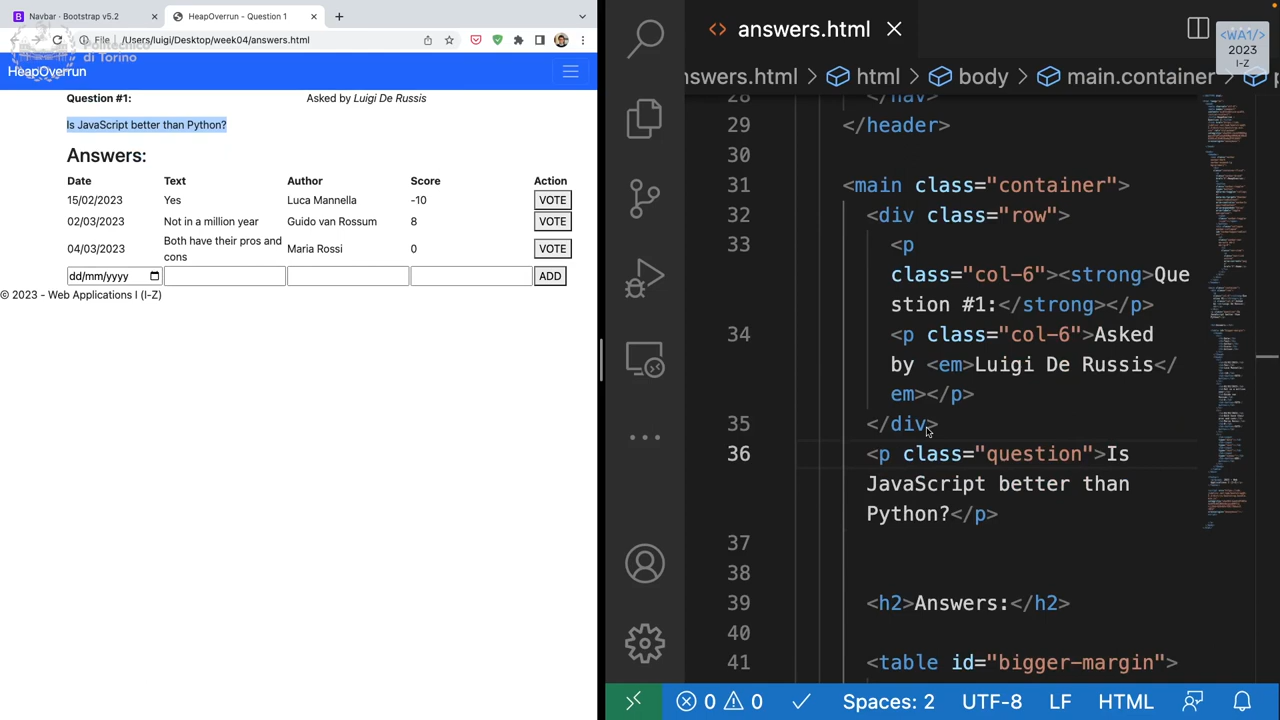 Navbar · Bootstrap v5.2
HeapOverrun - Question 1
File
/Users/luigi/Desktop/week04/answers.html
Politecnico
di Torino
HeapOverrun
Question #1:
Asked by Luigi De Russis
Is JavaScript better than Python?
Answers:
Date Text Author Score Action
15/02/2023 Yes Luca Mannella -10 VOTE
02/03/2023 Not in a million year Guido van Rossum 8 VOTE
04/03/2023 Both have their pros and cons Maria Rossi 0 VOTE
dd/mm/yyyy ADD
© 2023 - Web Applications I (I-Z)
<> answers.html
<WA1/>
2023
I-Z
nswers.html > html > body > main.container >
28 </nav>
29 </header>
30
31 <main class="container">
32 <div class="row">
33 <p
class="col-6"><strong>Que
stion #1:</strong></p>
34 <p class="col-6">Asked
by <em>Luigi De Russis</
em></p>
35 </div>
36 <p class="question">Is
JavaScript better than
Python?</p>
37
38
39 <h2>Answers:</h2>
40
41 <table id="bigger-margin">
0 0 Spaces: 2 UTF-8 LF HTML